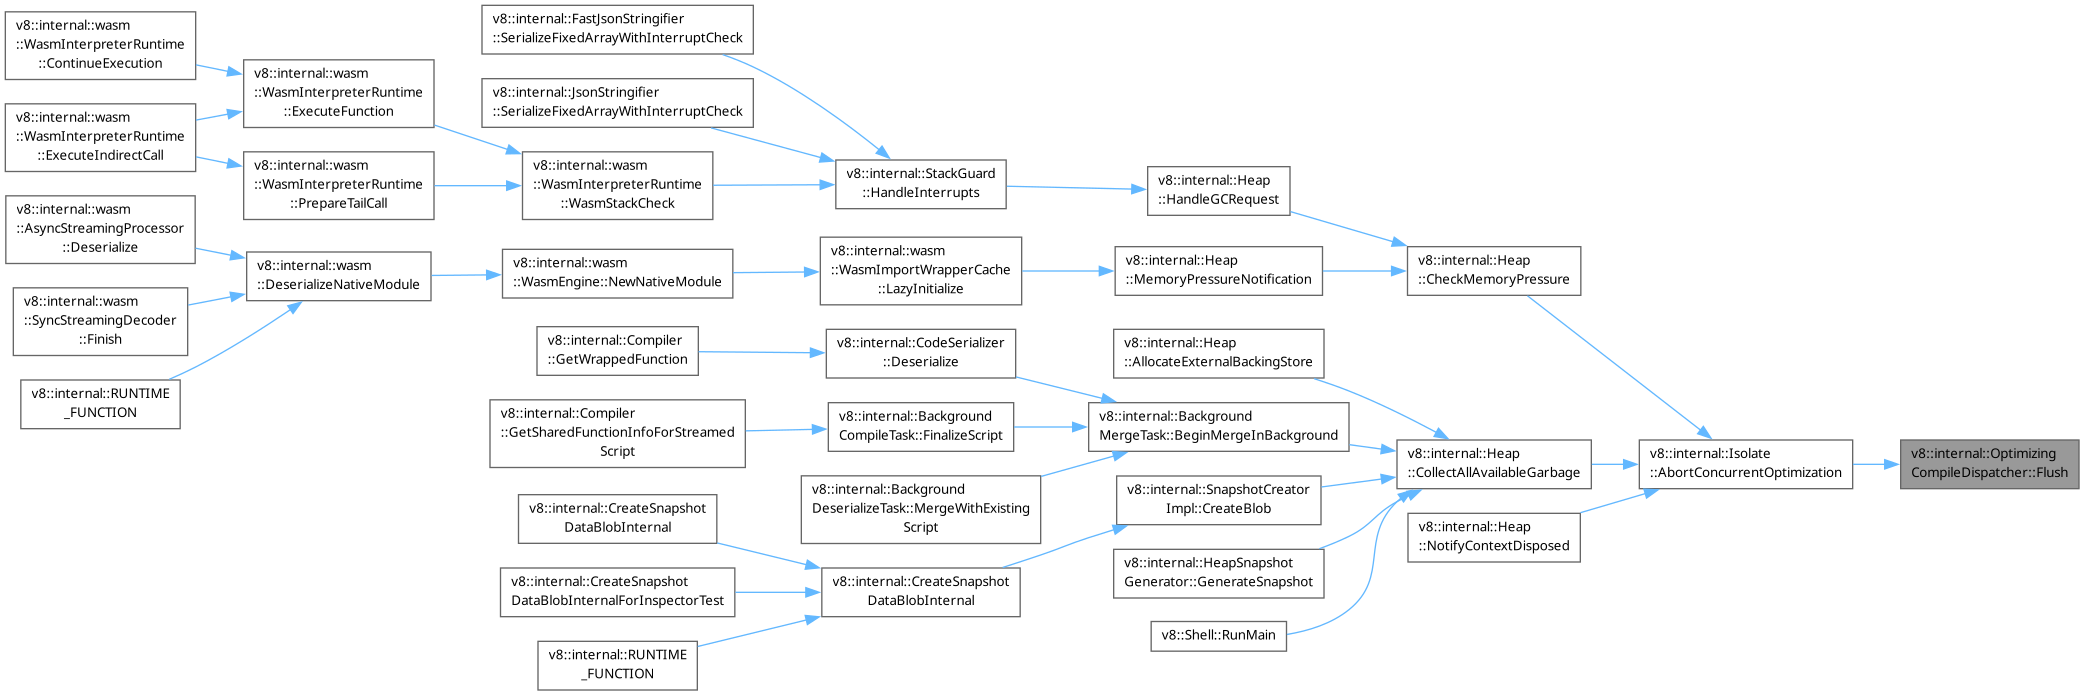 v8::internal::wasm
::WasmInterpreterRuntime
::ContinueExecution
v8::internal::wasm
::WasmInterpreterRuntime
::ExecuteIndirectCall
v8::internal::wasm
::AsyncStreamingProcessor
::Deserialize
v8::internal::wasm
::SyncStreamingDecoder
::Finish
v8::internal::RUNTIME
_FUNCTION
v8::internal::wasm
::WasmInterpreterRuntime
::ExecuteFunction
v8::internal::wasm
::WasmInterpreterRuntime
::PrepareTailCall
v8::internal::wasm
::DeserializeNativeModule
v8::internal::FastJsonStringifier
::SerializeFixedArrayWithInterruptCheck
v8::internal::JsonStringifier
::SerializeFixedArrayWithInterruptCheck
v8::internal::wasm
::WasmInterpreterRuntime
::WasmStackCheck
v8::internal::wasm
::WasmEngine::NewNativeModule
v8::internal::Compiler
::GetWrappedFunction
v8::internal::Compiler
::GetSharedFunctionInfoForStreamed
Script
v8::internal::CreateSnapshot
DataBlobInternal
v8::internal::CreateSnapshot
DataBlobInternalForInspectorTest
v8::internal::RUNTIME
_FUNCTION
v8::internal::StackGuard
::HandleInterrupts
v8::internal::wasm
::WasmImportWrapperCache
::LazyInitialize
v8::internal::CodeSerializer
::Deserialize
v8::internal::Background
CompileTask::FinalizeScript
v8::internal::Background
DeserializeTask::MergeWithExisting
Script
v8::internal::CreateSnapshot
DataBlobInternal
v8::internal::Heap
::HandleGCRequest
v8::internal::Heap
::MemoryPressureNotification
v8::internal::Heap
::AllocateExternalBackingStore
v8::internal::Background
MergeTask::BeginMergeInBackground
v8::internal::SnapshotCreator
Impl::CreateBlob
v8::internal::HeapSnapshot
Generator::GenerateSnapshot
v8::Shell::RunMain
v8::internal::Heap
::CheckMemoryPressure
v8::internal::Heap
::CollectAllAvailableGarbage
v8::internal::Heap
::NotifyContextDisposed
v8::internal::Isolate
::AbortConcurrentOptimization
v8::internal::Optimizing
CompileDispatcher::Flush